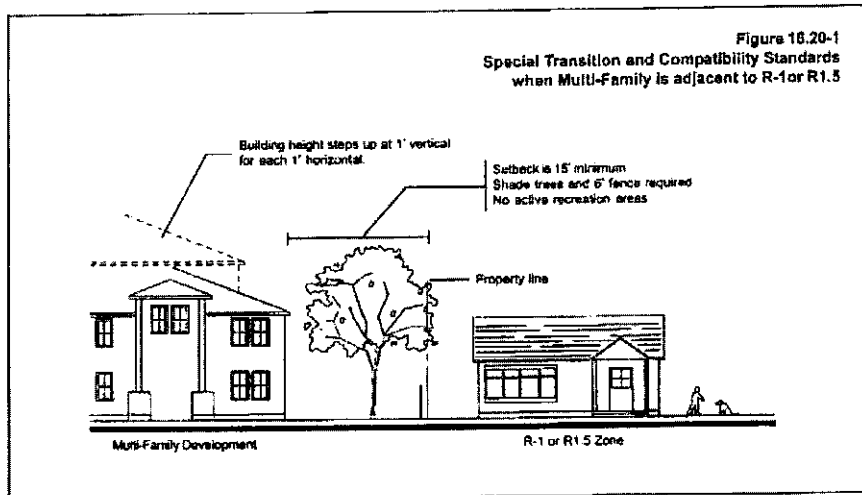 Figure 16.20-1
Special Transition and Compatibility Standards
when Multi-Family is adjacent to R-1or R1.5
Building height steps up at 1' vertical
for each 1' horizontal.
Setback is 15' minimum
Shade trees and 6' fence required
No active recreation areas
Property line
Multi-Family Development
R-1 or R1.5 Zone